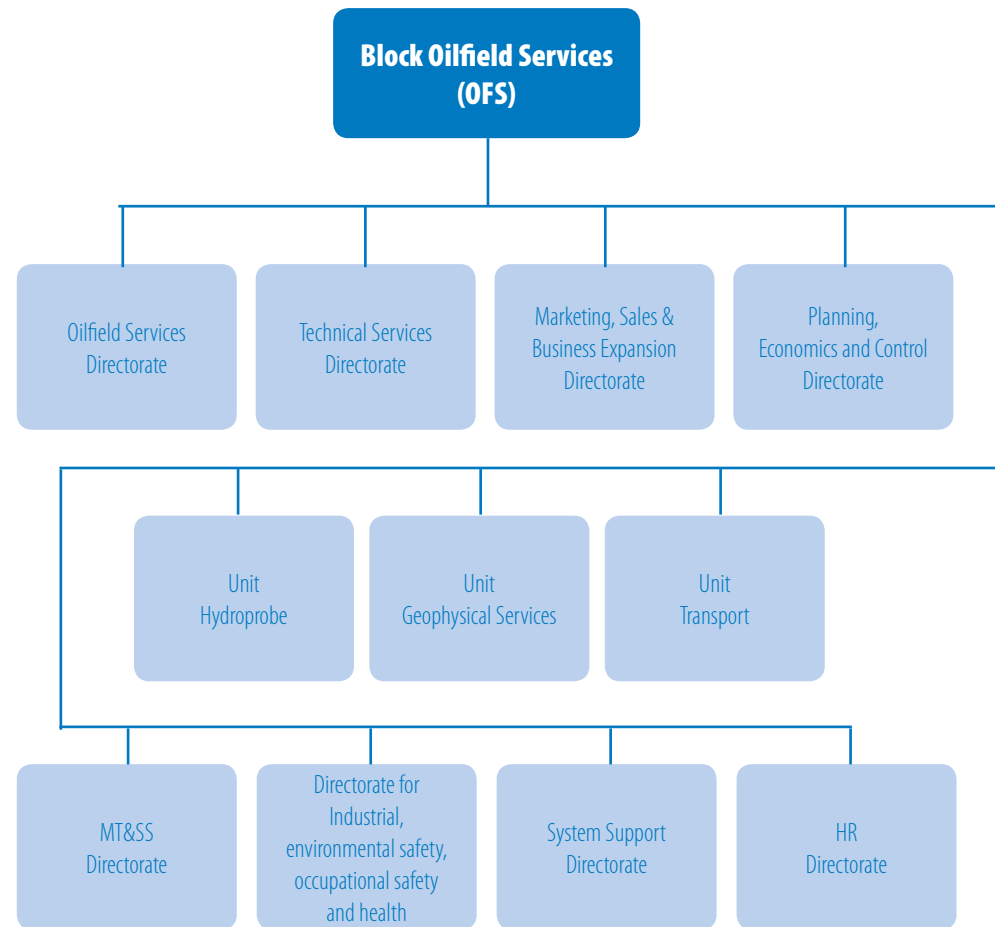 Block Oilfield Services
(OFS)
Oilfield Services
Directorate
Technical Services
Directorate
Marketing, Sales &
Business Expansion
Directorate
Planning,
Economics and Control
Directorate
Unit
Hydroprobe
Unit
Geophysical Services
Unit
Transport
MT&SS
Directorate
Directorate for
Industrial,
environmental safety,
occupational safety
and health
System Support
Directorate
HR
Directorate